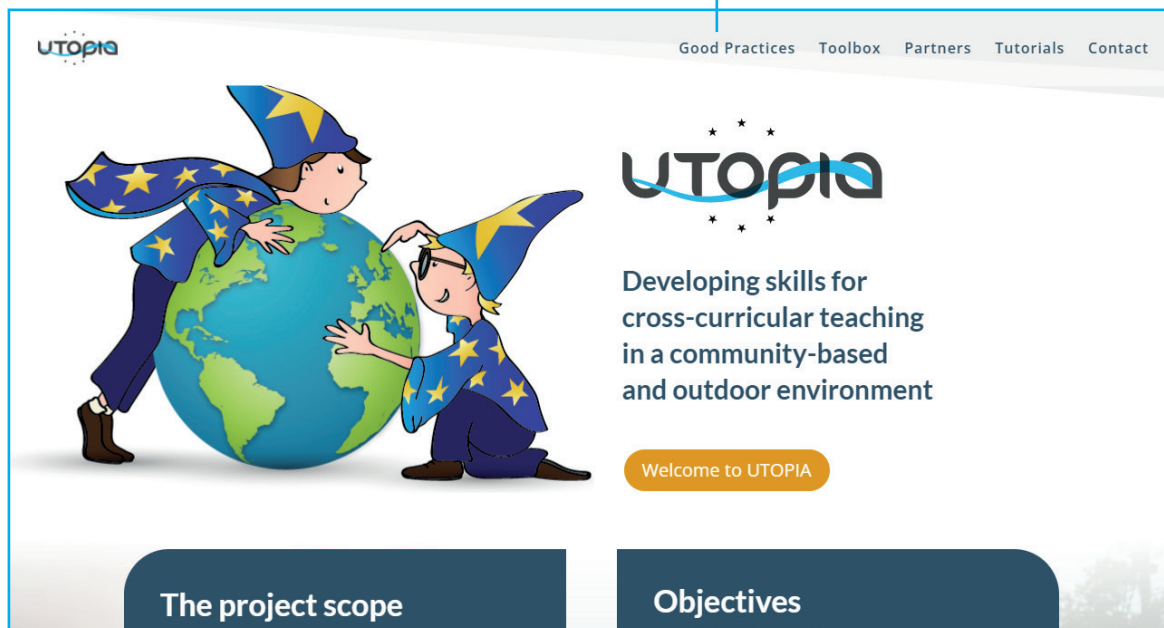 UTOPIA
Good Practices Toolbox Partners Tutorials Contact
UTOPIA
Developing skills for
cross-curricular teaching
in a community-based
and outdoor environment
Welcome to UTOPIA
The project scope
Objectives